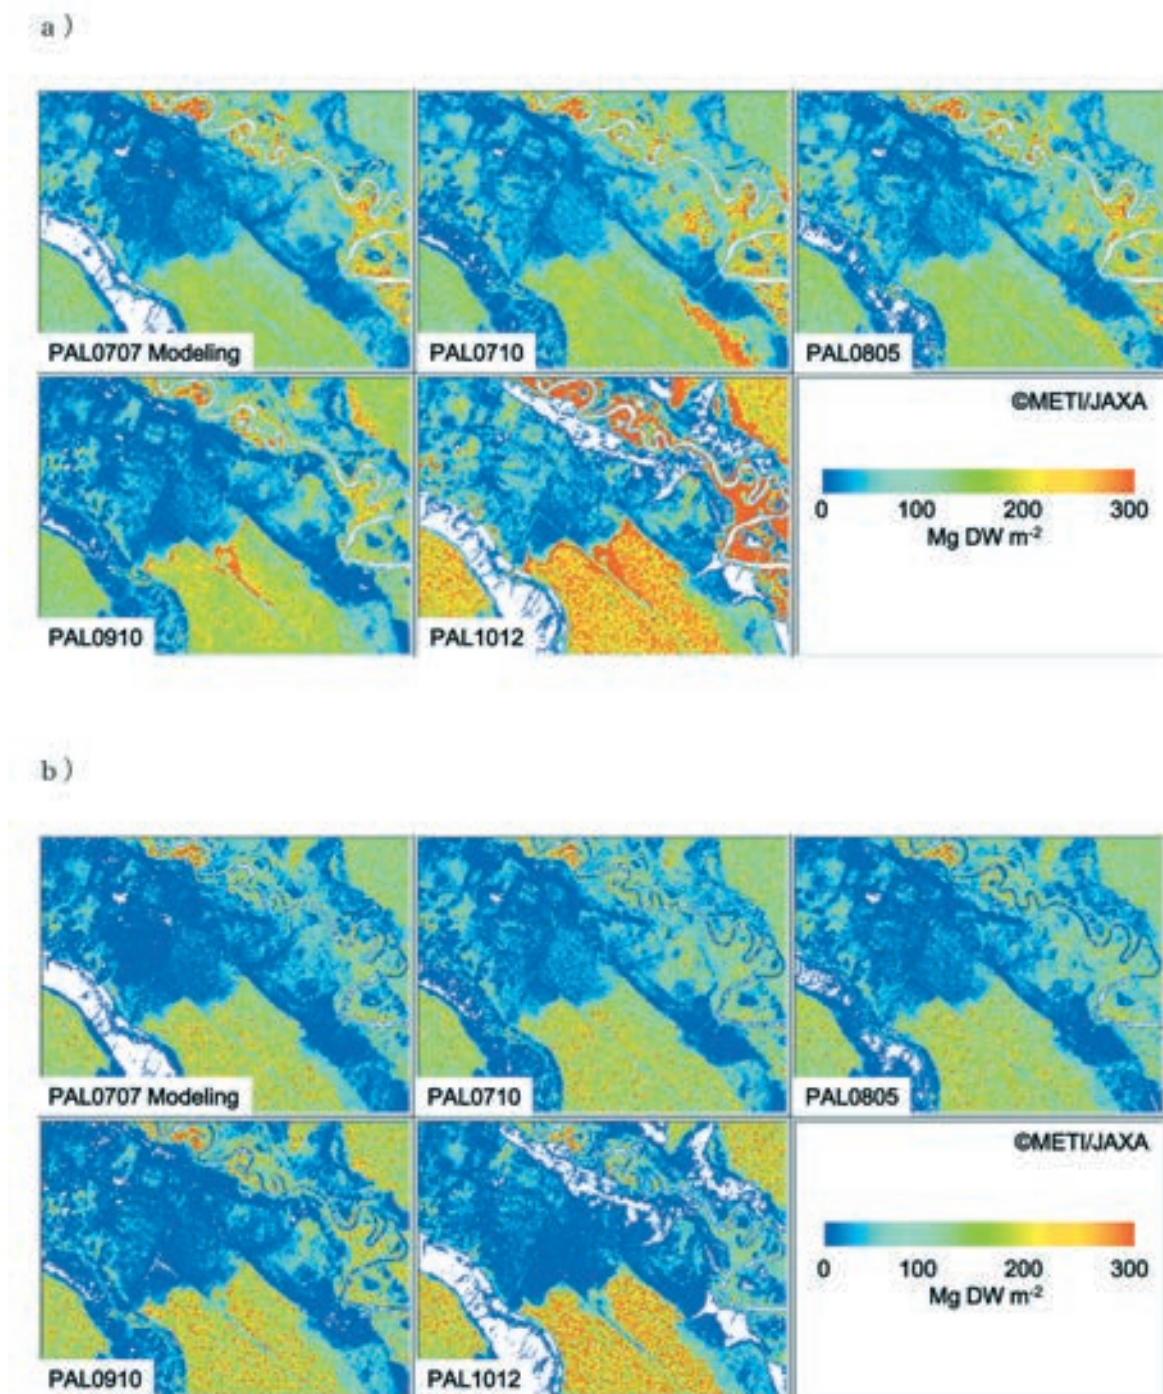 a )
PAL0707 Modeling
PAL0710
PAL0805
PAL0910
PAL1012
©METI/JAXA
0 100 200 300
Mg DW m⁻²
b )
PAL0707 Modeling
PAL0710
PAL0805
PAL0910
PAL1012
©METI/JAXA
0 100 200 300
Mg DW m⁻²